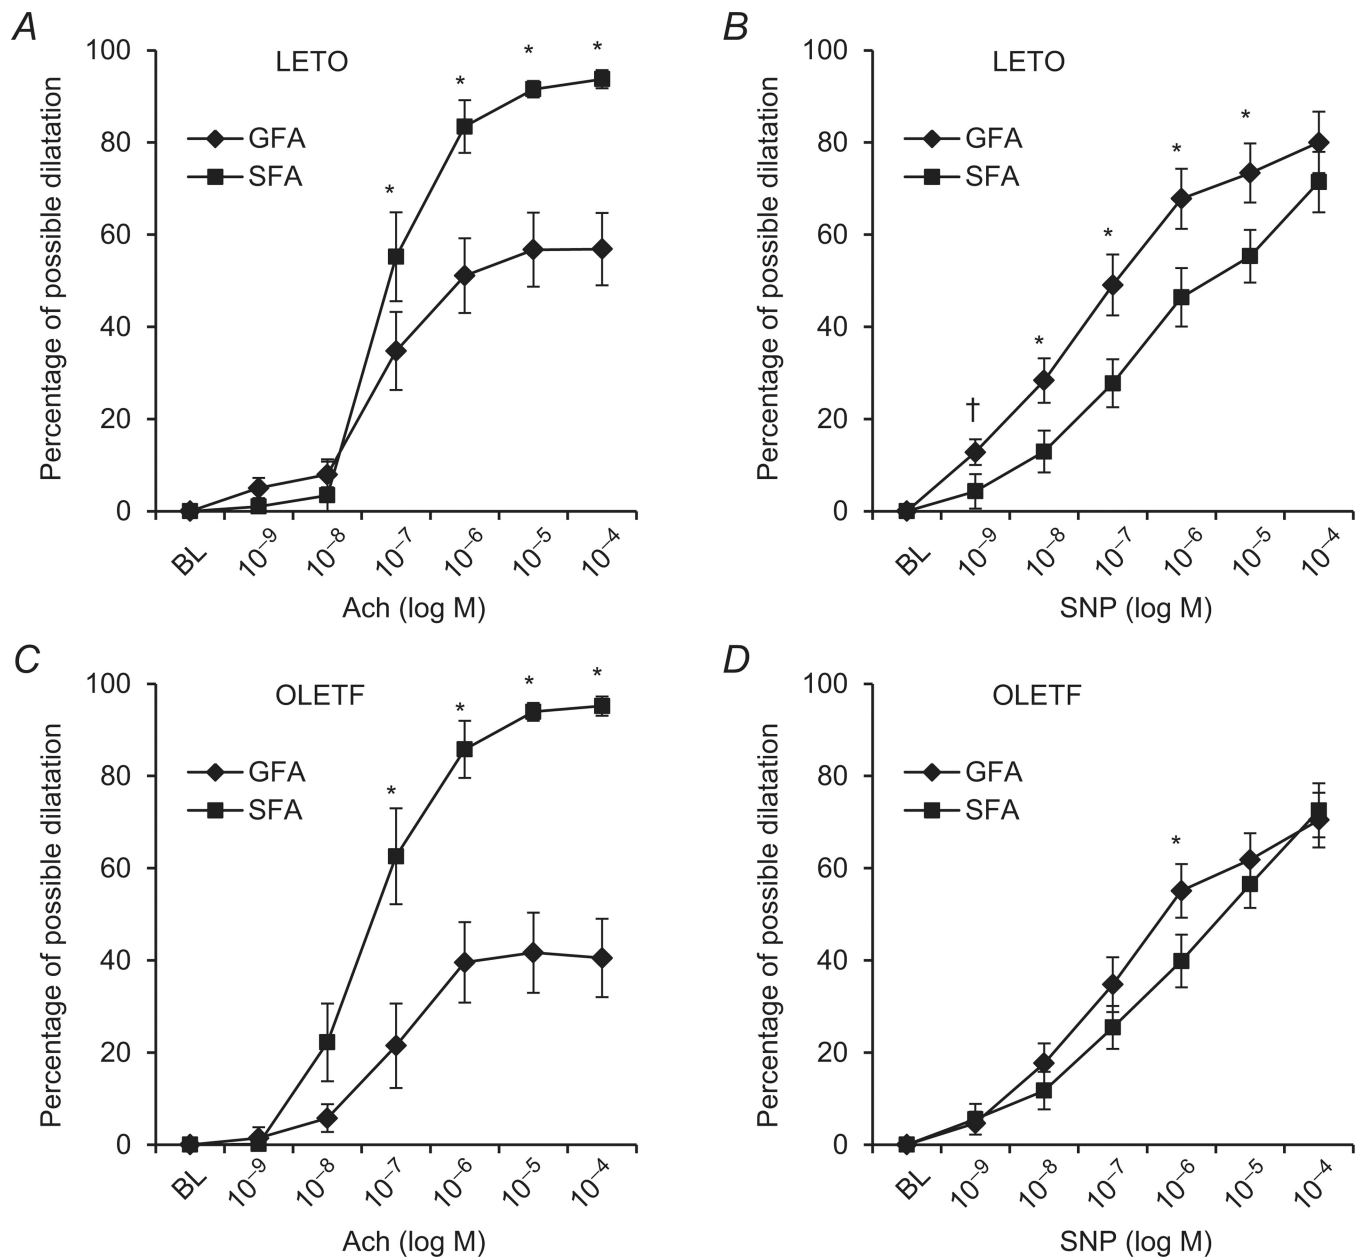 A
LETO
GFA
SFA
Percentage of possible dilatation
100
80
60
40
20
0
* * * *
BL 10⁻⁹ 10⁻⁸ 10⁻⁷ 10⁻⁶ 10⁻⁵ 10⁻⁴
Ach (log M)
B
LETO
GFA
SFA
Percentage of possible dilatation
100
80
60
40
20
0
† * * * *
BL 10⁻⁹ 10⁻⁸ 10⁻⁷ 10⁻⁶ 10⁻⁵ 10⁻⁴
SNP (log M)
C
OLETF
GFA
SFA
Percentage of possible dilatation
100
80
60
40
20
0
* * * *
BL 10⁻⁹ 10⁻⁸ 10⁻⁷ 10⁻⁶ 10⁻⁵ 10⁻⁴
Ach (log M)
D
OLETF
GFA
SFA
Percentage of possible dilatation
100
80
60
40
20
0
*
BL 10⁻⁹ 10⁻⁸ 10⁻⁷ 10⁻⁶ 10⁻⁵ 10⁻⁴
SNP (log M)